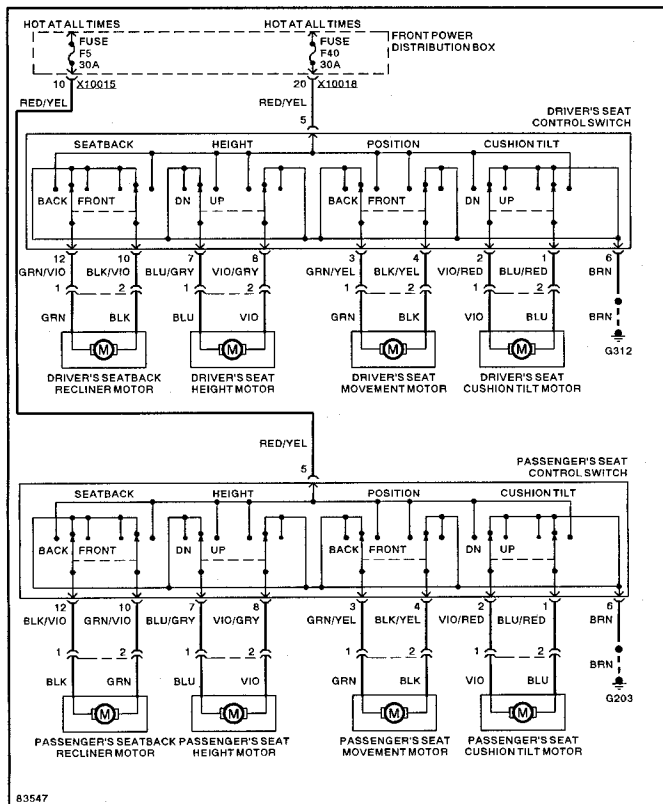 HOT AT ALL TIMES HOT AT ALL TIMES
FUSE FUSE FRONT POWER
F5 F40 DISTRIBUTION BOX
30A 30A
10 X10015 20 X10018
RED/YEL RED/YEL
5 DRIVER'S SEAT
CONTROL SWITCH
SEATBACK HEIGHT POSITION CUSHION TILT
BACK FRONT DN UP BACK FRONT DN UP
12 10 7 8 3 4 2 1 6
GRN/VIO BLK/VIO BLU/GRY VIO/GRY GRN/YEL BLK/YEL VIO/RED BLU/RED BRN
1 2 1 2 1 2 1 2
GRN BLK BLU VIO GRN BLK VIO BLU BRN
M M M M G312
DRIVER'S SEATBACK DRIVER'S SEAT DRIVER'S SEAT DRIVER'S SEAT
RECLINER MOTOR HEIGHT MOTOR MOVEMENT MOTOR CUSHION TILT MOTOR
RED/YEL
5 PASSENGER'S SEAT
CONTROL SWITCH
SEATBACK HEIGHT POSITION CUSHION TILT
BACK FRONT DN UP BACK FRONT DN UP
12 10 7 8 3 4 2 1 6
BLK/VIO GRN/VIO BLU/GRY VIO/GRY GRN/YEL BLK/YEL VIO/RED BLU/RED BRN
1 2 1 2 1 2 1 2
BLK GRN BLU VIO GRN BLK VIO BLU BRN
M M M M G203
PASSENGER'S SEATBACK PASSENGER'S SEAT PASSENGER'S SEAT PASSENGER'S SEAT
RECLINER MOTOR HEIGHT MOTOR MOVEMENT MOTOR CUSHION TILT MOTOR
83547